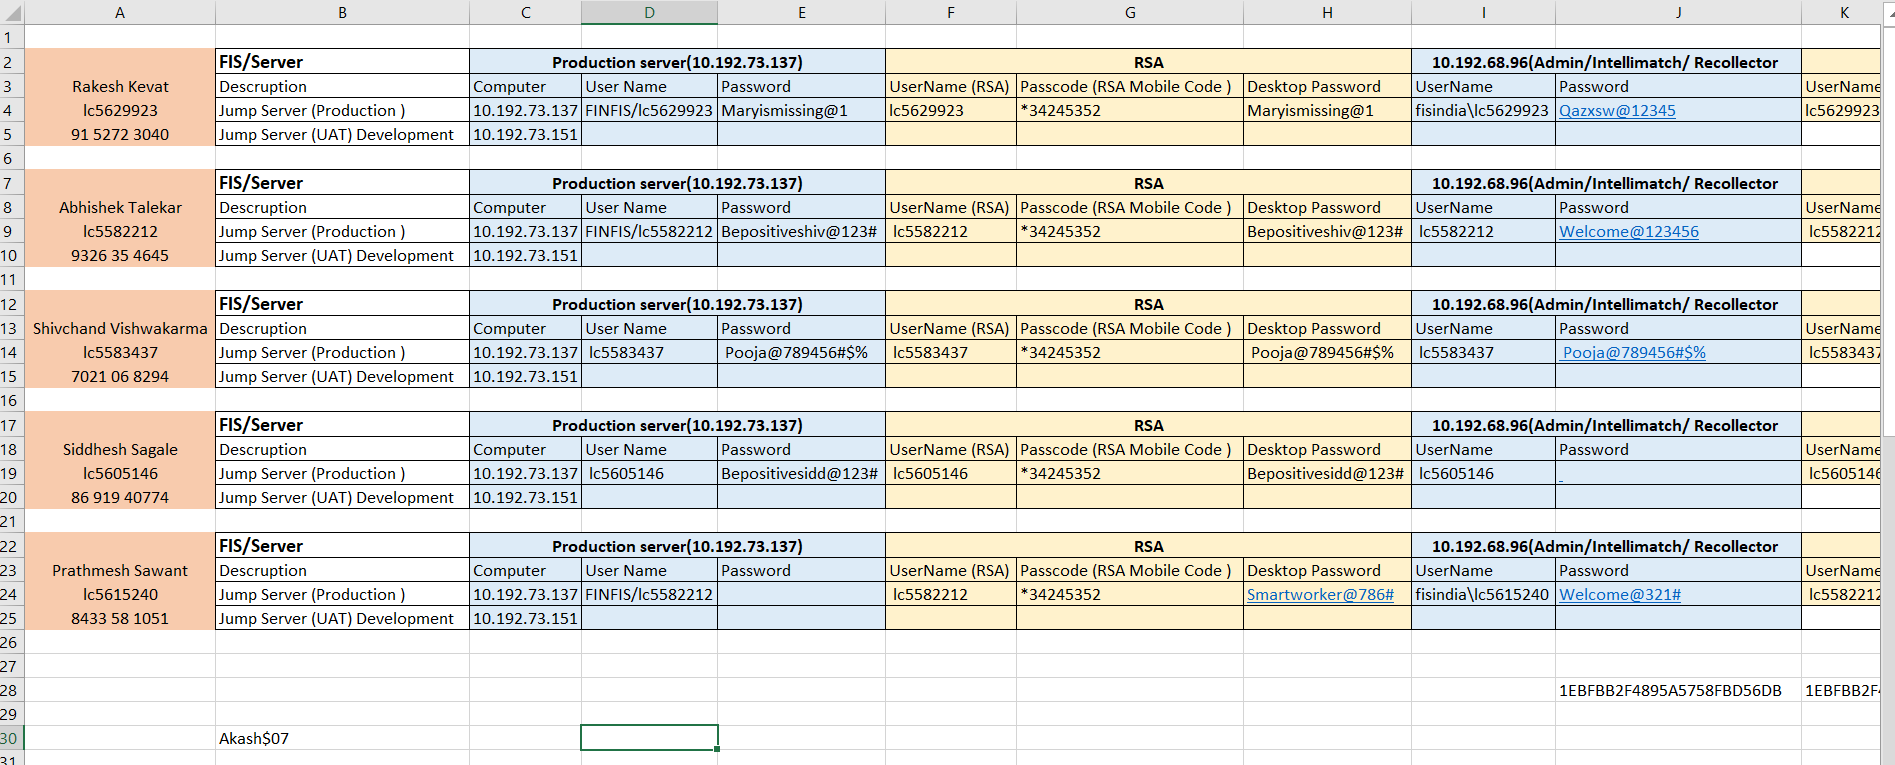 A B C D E F G H I J K
1
2 FIS/Server Production server(10.192.73.137) RSA 10.192.68.96(Admin/Intellimatch/ Recollector
3 Rakesh Kevat Descruption Computer User Name Password UserName (RSA) Passcode (RSA Mobile Code ) Desktop Password UserName Password UserName
4 lc5629923 Jump Server (Production ) 10.192.73.137 FINFIS/lc5629923 Maryismissing@1 lc5629923 *34245352 Maryismissing@1 fisindia\lc5629923 Qazxsw@12345 lc5629923
5 91 5272 3040 Jump Server (UAT) Development 10.192.73.151
6
7 FIS/Server Production server(10.192.73.137) RSA 10.192.68.96(Admin/Intellimatch/ Recollector
8 Abhishek Talekar Descruption Computer User Name Password UserName (RSA) Passcode (RSA Mobile Code ) Desktop Password UserName Password UserName
9 lc5582212 Jump Server (Production ) 10.192.73.137 FINFIS/lc5582212 Bepositiveshiv@123# lc5582212 *34245352 Bepositiveshiv@123# lc5582212 Welcome@123456 lc5582212
10 9326 35 4645 Jump Server (UAT) Development 10.192.73.151
11
12 FIS/Server Production server(10.192.73.137) RSA 10.192.68.96(Admin/Intellimatch/ Recollector
13 Shivchand Vishwakarma Descruption Computer User Name Password UserName (RSA) Passcode (RSA Mobile Code ) Desktop Password UserName Password UserName
14 lc5583437 Jump Server (Production ) 10.192.73.137 lc5583437 Pooja@789456#$% lc5583437 *34245352 Pooja@789456#$% lc5583437 Pooja@789456#$% lc5583437
15 7021 06 8294 Jump Server (UAT) Development 10.192.73.151
16
17 FIS/Server Production server(10.192.73.137) RSA 10.192.68.96(Admin/Intellimatch/ Recollector
18 Siddhesh Sagale Descruption Computer User Name Password UserName (RSA) Passcode (RSA Mobile Code ) Desktop Password UserName Password UserName
19 lc5605146 Jump Server (Production ) 10.192.73.137 lc5605146 Bepositivesidd@123# lc5605146 *34245352 Bepositivesidd@123# lc5605146 lc5605146
20 86 919 40774 Jump Server (UAT) Development 10.192.73.151
21
22 FIS/Server Production server(10.192.73.137) RSA 10.192.68.96(Admin/Intellimatch/ Recollector
23 Prathmesh Sawant Descruption Computer User Name Password UserName (RSA) Passcode (RSA Mobile Code ) Desktop Password UserName Password UserName
24 lc5615240 Jump Server (Production ) 10.192.73.137 FINFIS/lc5582212 lc5582212 *34245352 Smartworker@786# fisindia\lc5615240 Welcome@321# lc5582212
25 8433 58 1051 Jump Server (UAT) Development 10.192.73.151
26
27
28 1EBFBB2F4895A5758FBD56DB 1EBFBB2F
29
30 Akash$07
31